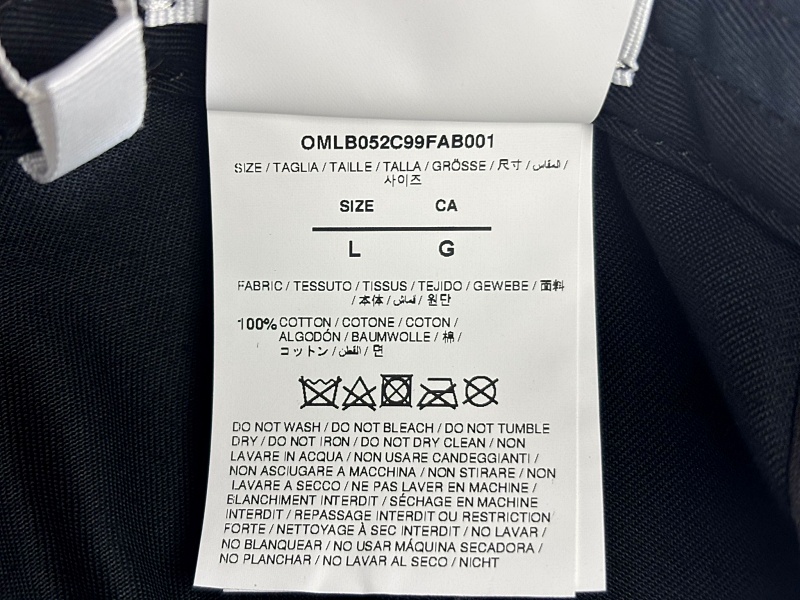 OMLB052C99FAB001
SIZE / TAGLIA / TAILLE / TALLA / GRÖSSE / 尺寸 / المقاس /
사이즈
SIZE CA
L G
FABRIC / TESSUTO / TISSUS / TEJIDO / GEWEBE / 面料
/ 本体 / قماش / 원단
100% COTTON / COTONE / COTON /
ALGODÓN / BAUMWOLLE / 棉 /
コットン / القطن / 면
DO NOT WASH / DO NOT BLEACH / DO NOT TUMBLE
DRY / DO NOT IRON / DO NOT DRY CLEAN / NON
LAVARE IN ACQUA / NON USARE CANDEGGIANTI /
NON ASCIUGARE A MACCHINA / NON STIRARE / NON
LAVARE A SECCO / NE PAS LAVER EN MACHINE /
BLANCHIMENT INTERDIT / SÉCHAGE EN MACHINE
INTERDIT / REPASSAGE INTERDIT OU RESTRICTION
FORTE / NETTOYAGE À SEC INTERDIT / NO LAVAR /
NO BLANQUEAR / NO USAR MÁQUINA SECADORA /
NO PLANCHAR / NO LAVAR AL SECO / NICHT